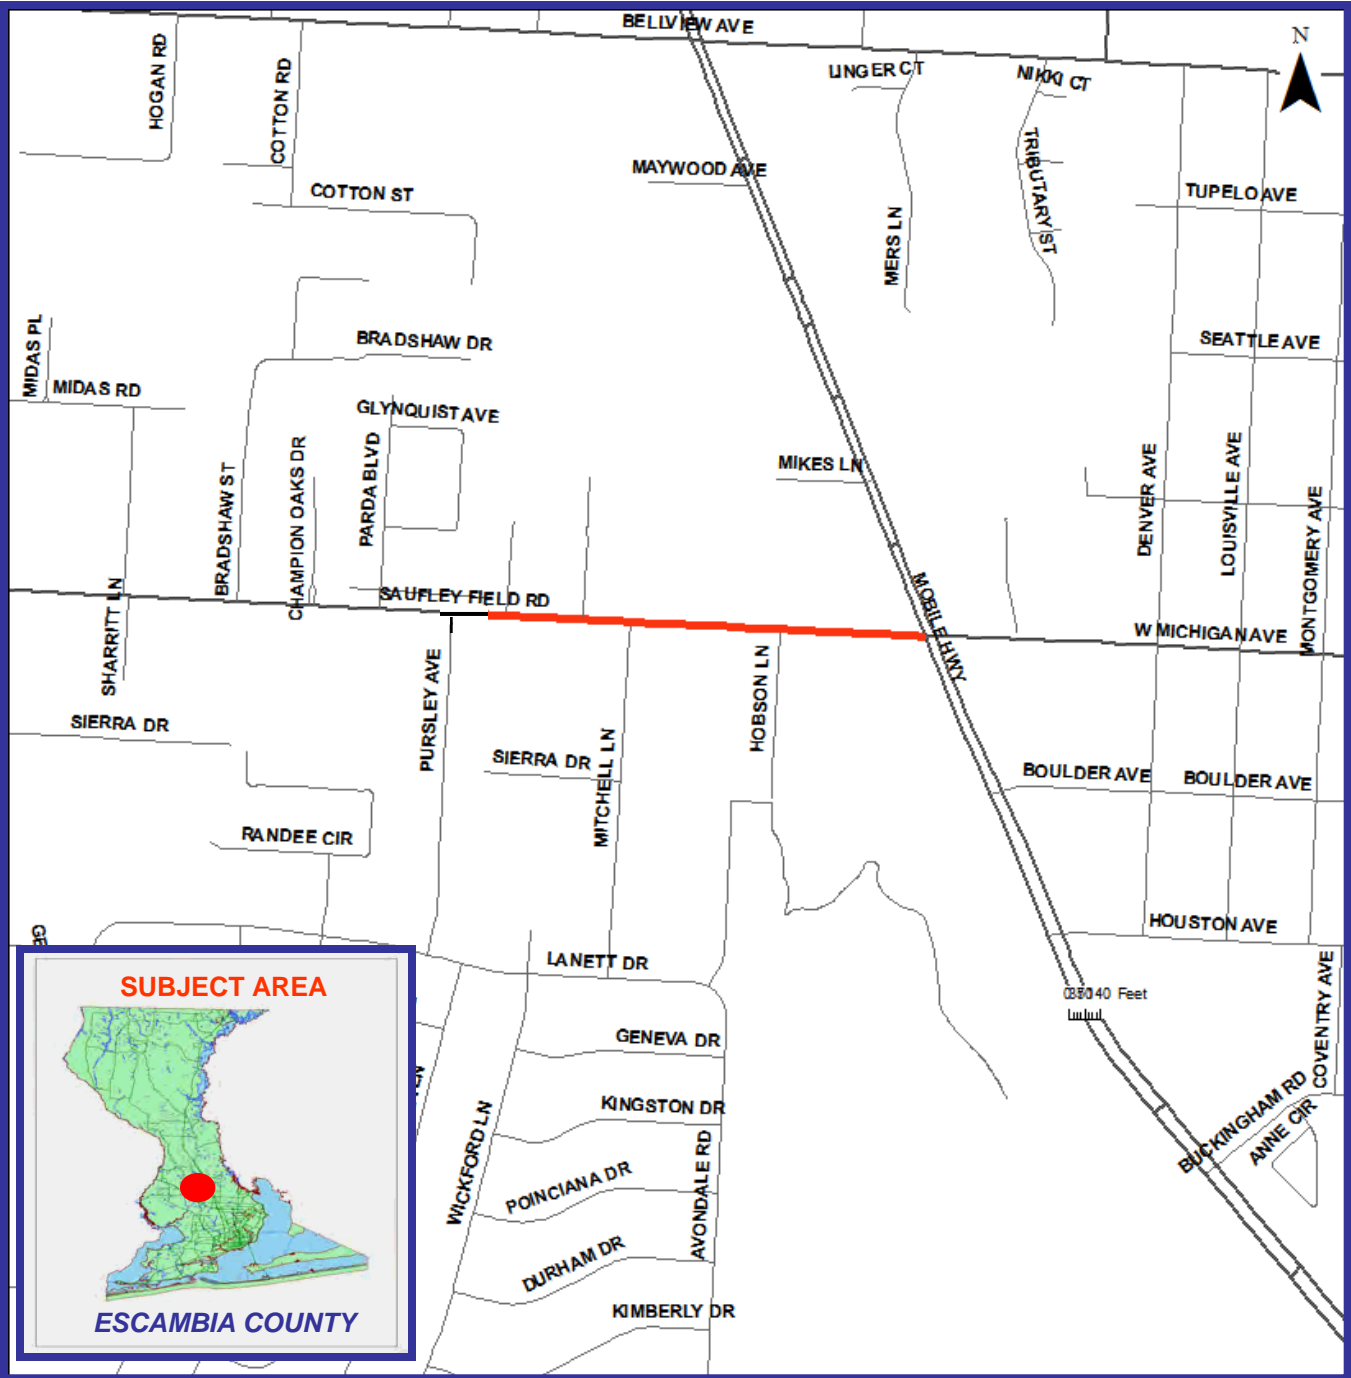 BELLVIEW AVE
N
HOGAN RD
COTTON RD
LINGER CT
NIKKI CT
MAYWOOD AVE
TRIBUTARY ST
COTTON ST
TUPELO AVE
MERS LN
MIDAS PL
BRADSHAW DR
SEATTLE AVE
MIDAS RD
GLYNQUIST AVE
PARDA BLVD
BRADSHAW ST
CHAMPION OAKS DR
MIKES LN
DENVER AVE
LOUISVILLE AVE
MONTGOMERY AVE
SHARRITT LN
SAUFLEY FIELD RD
MOBILE HWY
W MICHIGAN AVE
PURSLEY AVE
HOBSON LN
SIERRA DR
SIERRA DR
MITCHELL LN
BOULDER AVE
BOULDER AVE
RANDEE CIR
HOUSTON AVE
LANETT DR
COVENTRY AVE
Feet
GENEVA DR
KINGSTON DR
BUCKINGHAM RD
ANNE CIR
WICKFORD LN
AVONDALE RD
POINCIANA DR
DURHAM DR
KIMBERLY DR
SUBJECT AREA
ESCAMBIA COUNTY